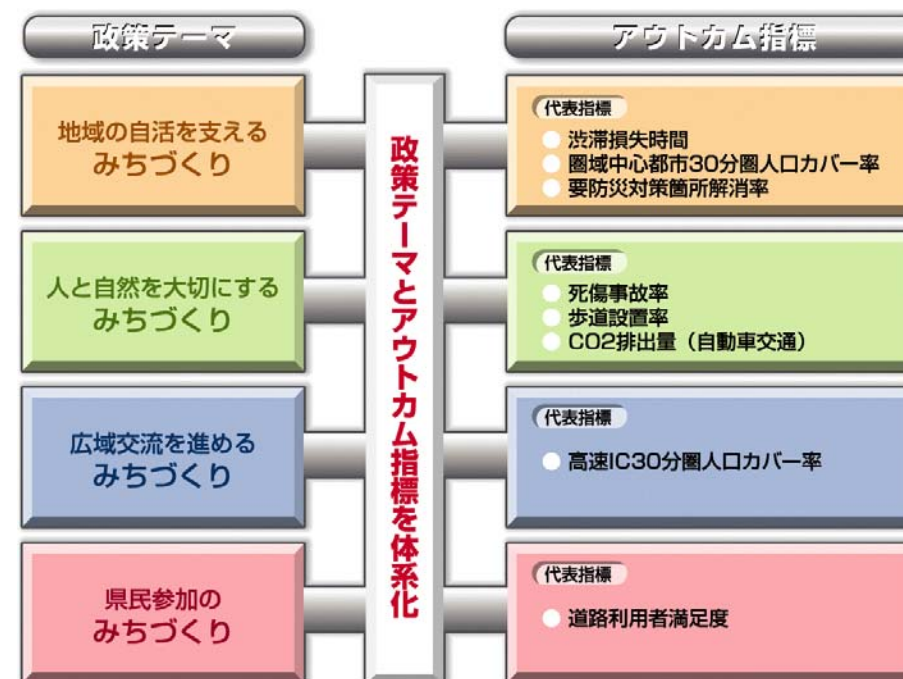 政策テーマ
アウトカム指標
地域の自活を支える
みちづくり
政策テーマとアウトカム指標を体系化
代表指標
渋滞損失時間
圏域中心都市30分圏人口カバー率
要防災対策箇所解消率
人と自然を大切にする
みちづくり
代表指標
死傷事故率
歩道設置率
CO2排出量（自動車交通）
広域交流を進める
みちづくり
代表指標
高速IC30分圏人口カバー率
県民参加の
みちづくり
代表指標
道路利用者満足度